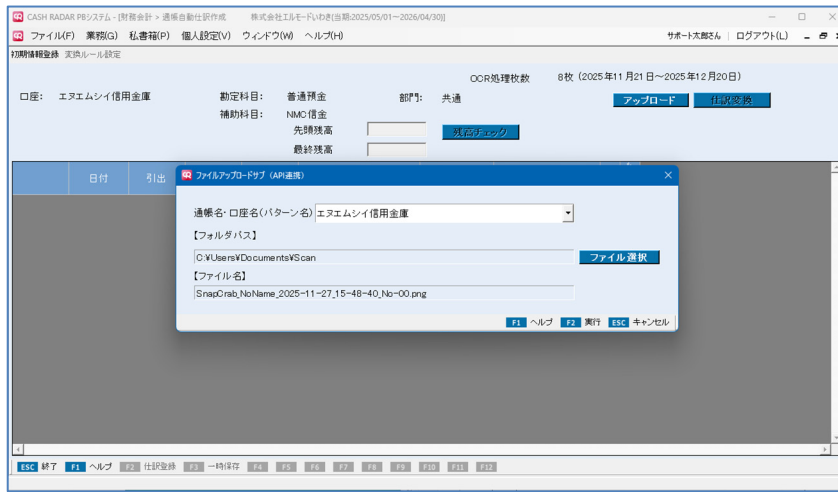 CASH RADAR PBシステム - [財務会計 > 通帳自動仕訳作成 株式会社エルモードいわき(当期:2025/05/01〜2026/04/30)]
ファイル(F) 業務(G) 私書箱(P) 個人設定(V) ウィンドウ(W) ヘルプ(H) サポート太郎さん ログアウト(L)
初期情報登録 変換ルール設定
OCR処理枚数 8枚 (2025年11月21日〜2025年12月20日)
口座: エヌエムシイ信用金庫 勘定科目: 普通預金 部門: 共通 アップロード 仕訳変換
補助科目: NMC信金
先頭残高 残高チェック
最終残高
日付 引出
ファイルアップロードサブ (API連携)
通帳名・口座名(パターン名) エヌエムシイ信用金庫
【フォルダパス】
C:¥Users¥Documents¥Scan ファイル選択
【ファイル名】
SnapCrab_NoName_2025-11-27_15-48-40_No-00.png
F1 ヘルプ F2 実行 ESC キャンセル
ESC 終了 F1 ヘルプ F2 仕訳登録 F3 一時保存 F4 F5 F6 F7 F8 F9 F10 F11 F12